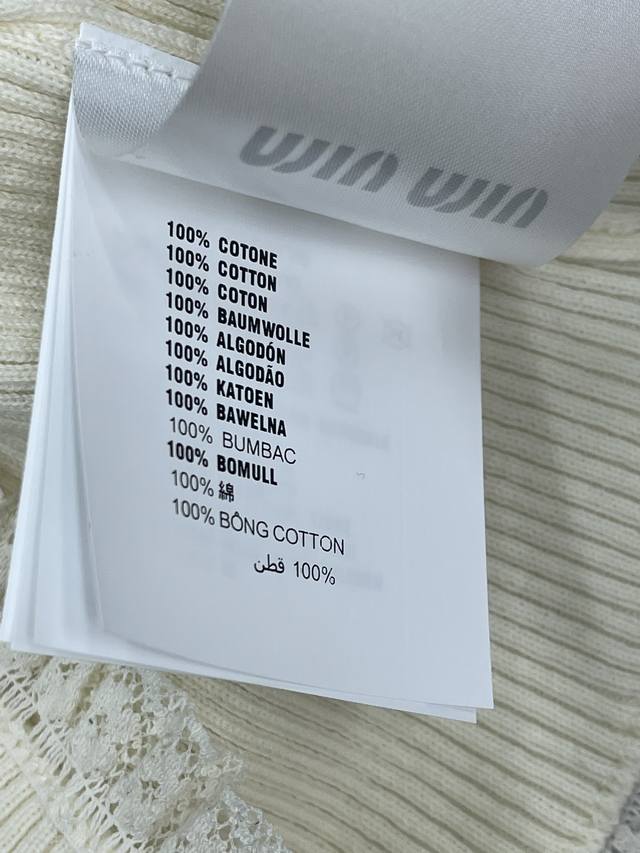 miu miu
100% COTONE
100% COTTON
100% COTON
100% BAUMWOLLE
100% ALGODÓN
100% ALGODÃO
100% KATOEN
100% BAWELNA
100% BUMBAC
100% BOMULL
100% 綿
100% BÔNG COTTON
100% قطن